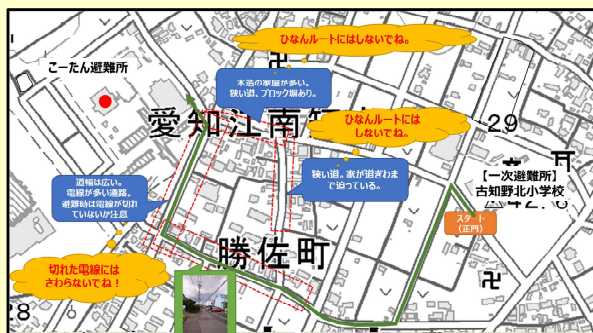 ひなんルートにはしないでね。
こーたん避難所
木造の家屋が多い。
狭い道、ブロック塀あり。
愛知江南
29
ひなんルートには
しないでね。
道幅は広い。
電線が多い道路。
避難時は電線が切れ
ていないか注意
狭い道。家が道ぎわま
で迫っている。
【一次避難所】
古知野北小学校
42.6
スタート
(正門)
勝佐町
切れた電線には
さわらないでね!
28